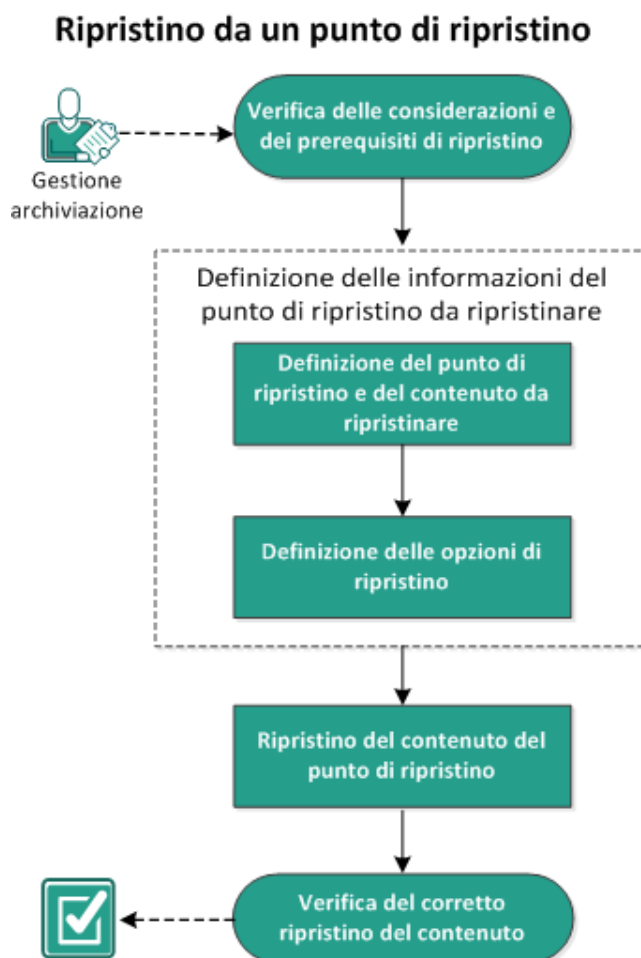 Ripristino da un punto di ripristino
Verifica delle considerazioni e
dei prerequisiti di ripristino
Gestione
archiviazione
Definizione delle informazioni del
punto di ripristino da ripristinare
Definizione del punto di
ripristino e del contenuto da
ripristinare
Definizione delle opzioni di
ripristino
Ripristino del contenuto del
punto di ripristino
Verifica del corretto
ripristino del contenuto